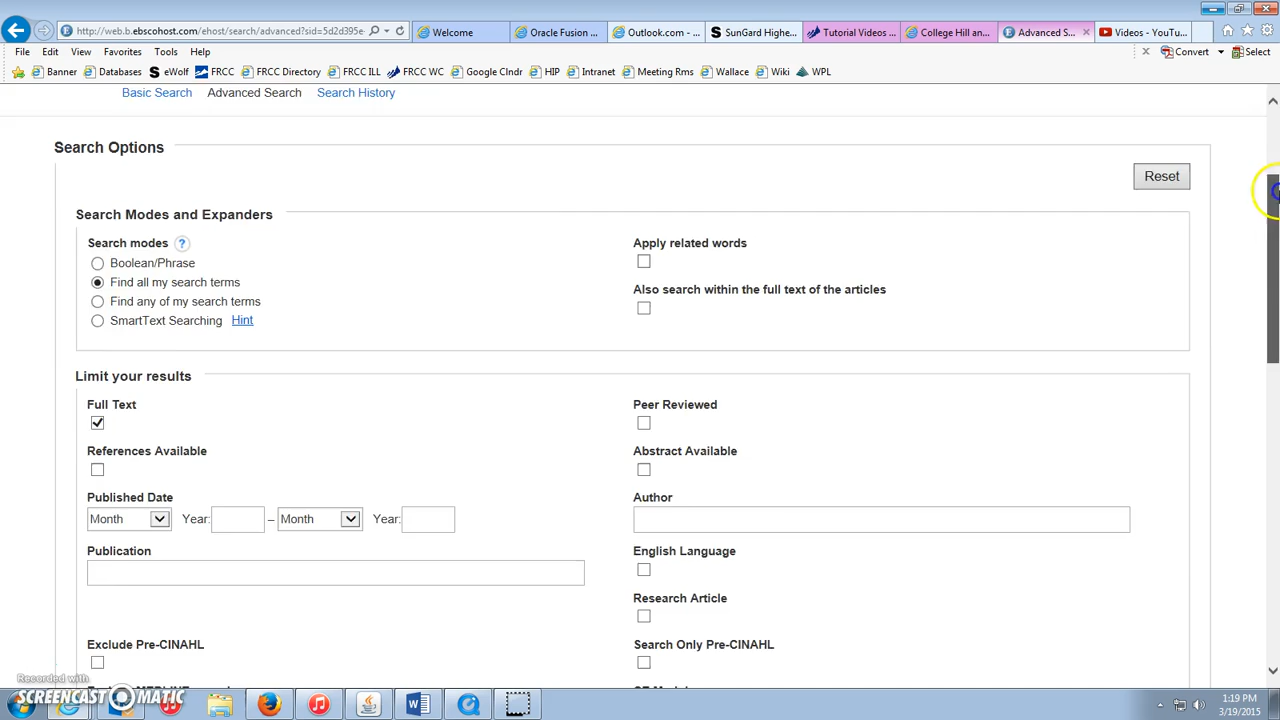 http://web.b.ebscohost.com/ehost/search/advanced?sid=5d2d395e-
Welcome
Oracle Fusion ...
Outlook.com - ...
SunGard Highe...
Tutorial Videos ...
College Hill an...
Advanced S...
Videos - YouTu...
File Edit View Favorites Tools Help
Convert
Select
Banner
Databases
eWolf
FRCC
FRCC Directory
FRCC ILL
FRCC WC
Google Clndr
HIP
Intranet
Meeting Rms
Wallace
Wiki
WPL
Basic Search Advanced Search Search History
Search Options
Reset
Search Modes and Expanders
Search modes ?
Boolean/Phrase
Find all my search terms
Find any of my search terms
SmartText Searching Hint
Apply related words
Also search within the full text of the articles
Limit your results
Full Text
Peer Reviewed
References Available
Abstract Available
Published Date
Month Year: – Month Year:
Author
Publication
English Language
Research Article
Exclude Pre-CINAHL
Search Only Pre-CINAHL
Recorded with
SCREENCAST MATIC
1:19 PM
3/19/2015